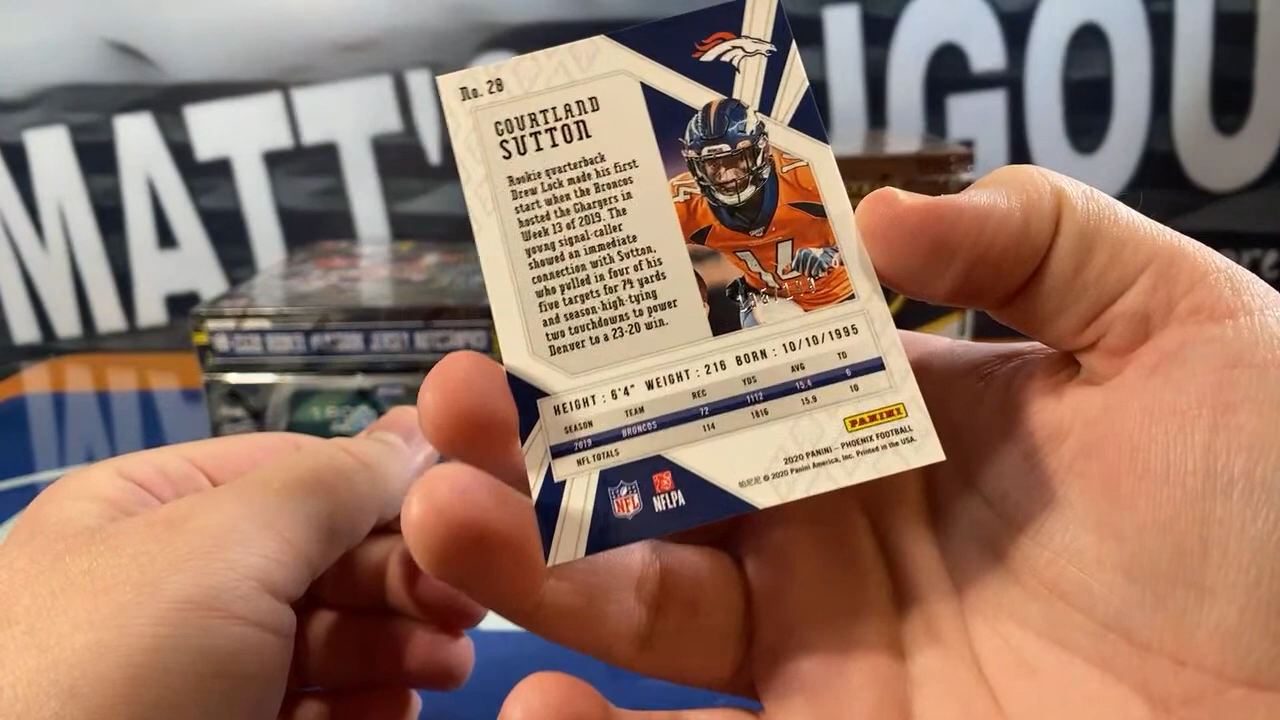 MATT'S
IGOU
No. 28
COURTLAND
SUTTON
Rookie quarterback
Drew Lock made his first
start when the Broncos
hosted the Chargers in
Week 13 of 2019. The
young signal-caller
showed an immediate
connection with Sutton,
who pulled in four of his
five targets for 74 yards
and season-high-tying
two touchdowns to power
Denver to a 23-20 win.
14
HEIGHT : 6'4" WEIGHT : 216 BORN : 10/10/1995
SEASON TEAM REC YDS AVG TD
2019 BRONCOS 72 1112 15.4 6
NFL TOTALS 114 1816 15.9 10
PANINI
2020 PANINI – PHOENIX FOOTBALL
帕尼尼 © 2020 Panini America, Inc. Printed in the USA.
NFL
NFLPA